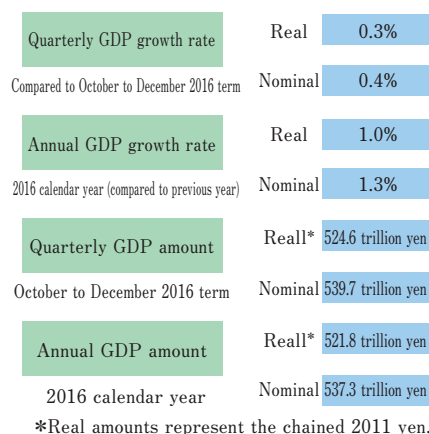 Quarterly GDP growth rate
Real 0.3%
Compared to October to December 2016 term
Nominal 0.4%
Annual GDP growth rate
Real 1.0%
2016 calendar year (compared to previous year)
Nominal 1.3%
Quarterly GDP amount
Reall* 524.6 trillion yen
October to December 2016 term
Nominal 539.7 trillion yen
Annual GDP amount
Reall* 521.8 trillion yen
2016 calendar year
Nominal 537.3 trillion yen
*Real amounts represent the chained 2011 yen.